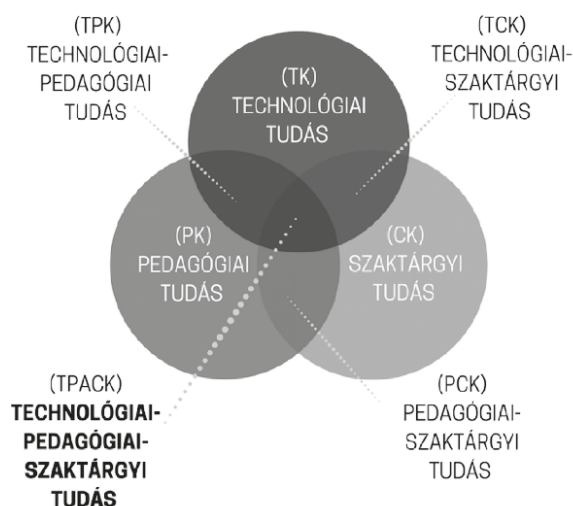 (TPK)
TECHNOLÓGIAI-
PEDAGÓGIAI
TUDÁS
(TCK)
TECHNOLÓGIAI-
SZAKTÁRGYI
TUDÁS
(TK)
TECHNOLÓGIAI
TUDÁS
(PK)
PEDAGÓGIAI
TUDÁS
(CK)
SZAKTÁRGYI
TUDÁS
(TPACK)
TECHNOLÓGIAI-
PEDAGÓGIAI-
SZAKTÁRGYI
TUDÁS
(PCK)
PEDAGÓGIAI-
SZAKTÁRGYI
TUDÁS